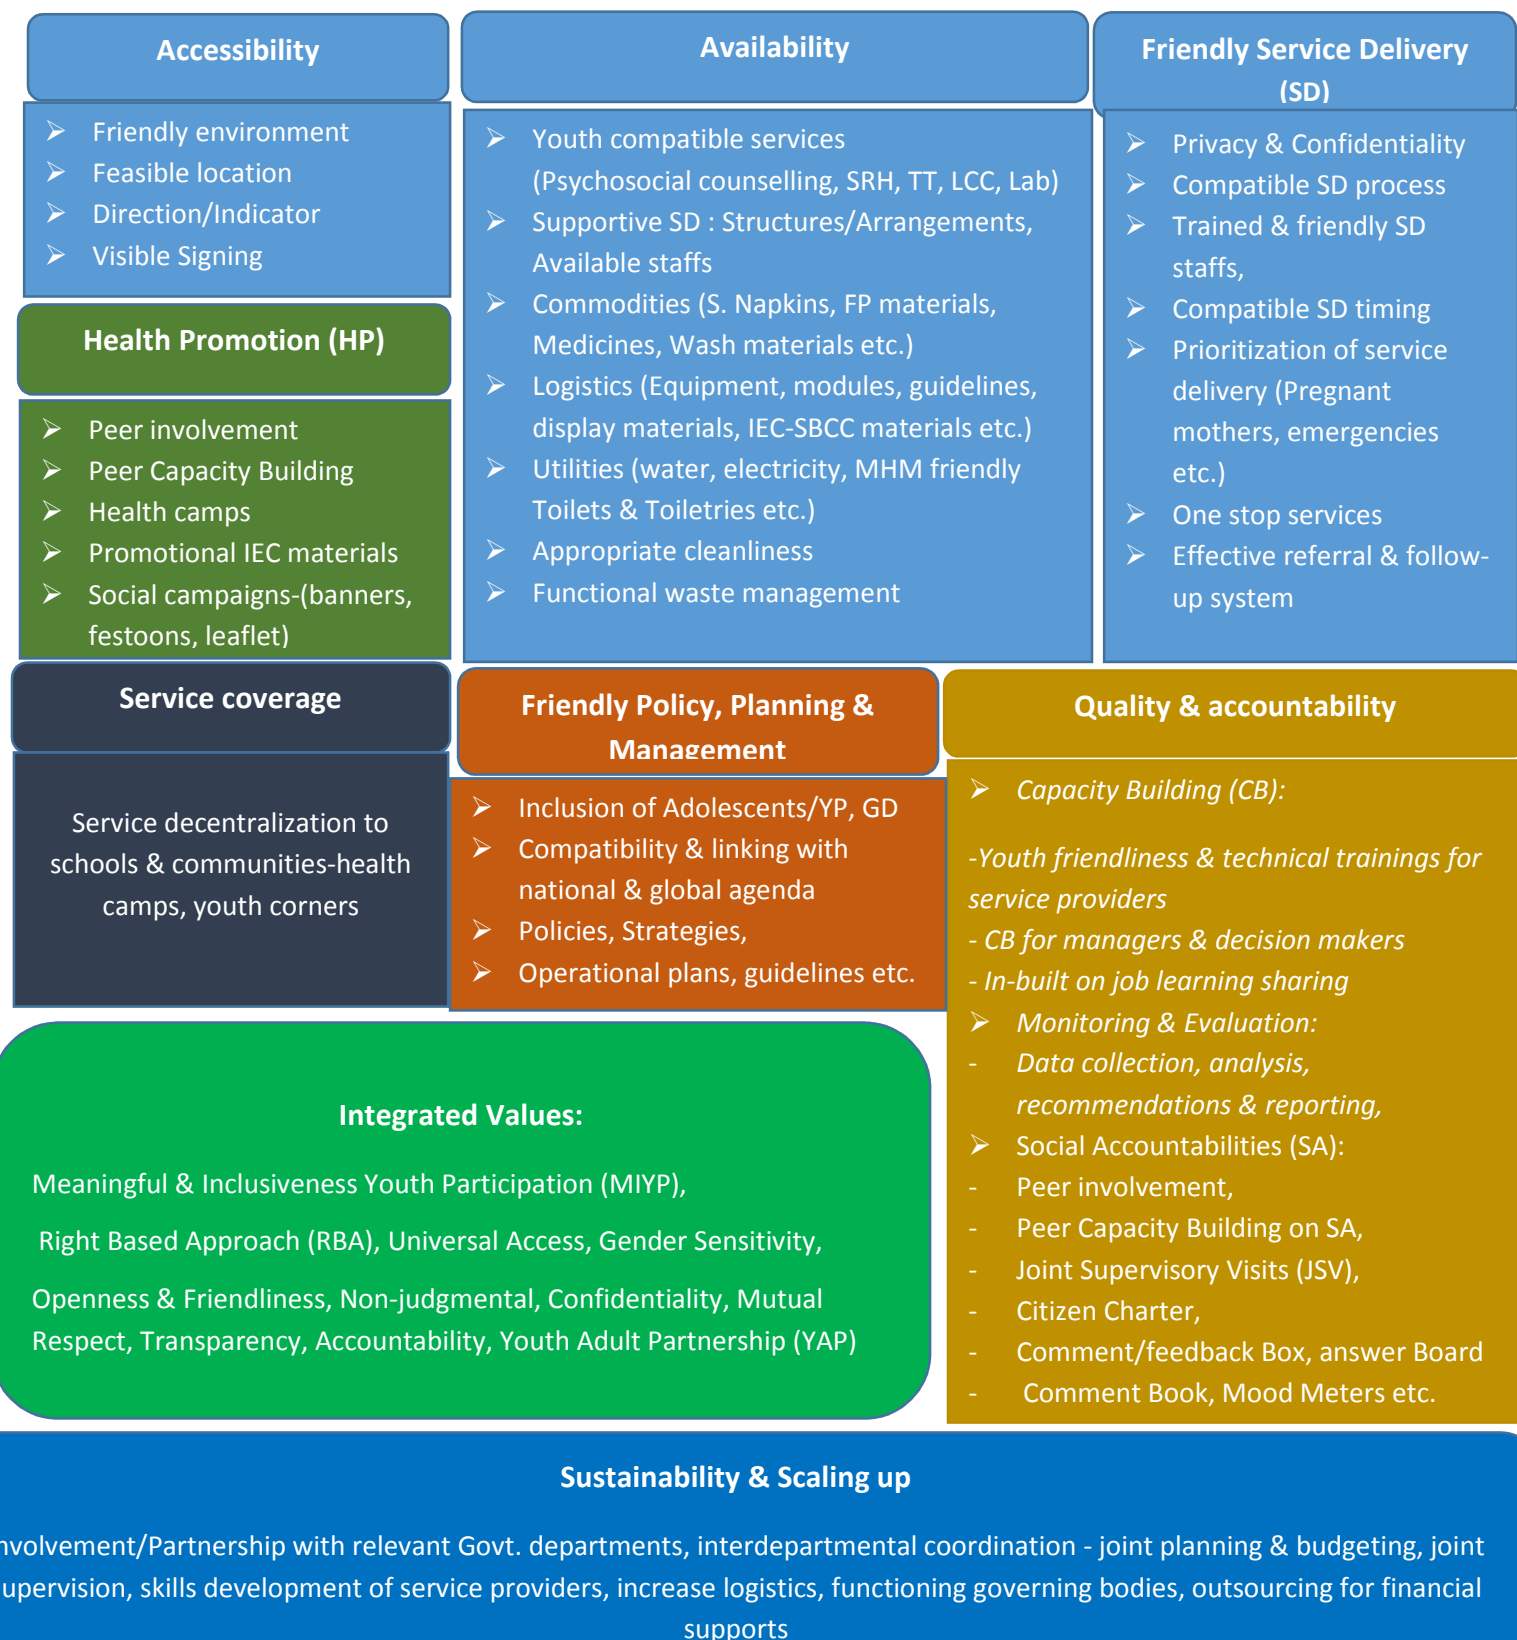 Accessibility
➢ Friendly environment
➢ Feasible location
➢ Direction/Indicator
➢ Visible Signing
Availability
➢ Youth compatible services
(Psychosocial counselling, SRH, TT, LCC, Lab)
➢ Supportive SD : Structures/Arrangements,
Available staffs
➢ Commodities (S. Napkins, FP materials,
Medicines, Wash materials etc.)
➢ Logistics (Equipment, modules, guidelines,
display materials, IEC-SBCC materials etc.)
➢ Utilities (water, electricity, MHM friendly
Toilets & Toiletries etc.)
➢ Appropriate cleanliness
➢ Functional waste management
Friendly Service Delivery
(SD)
➢ Privacy & Confidentiality
➢ Compatible SD process
➢ Trained & friendly SD
staffs,
➢ Compatible SD timing
➢ Prioritization of service
delivery (Pregnant
mothers, emergencies
etc.)
➢ One stop services
➢ Effective referral & follow-
up system
Health Promotion (HP)
➢ Peer involvement
➢ Peer Capacity Building
➢ Health camps
➢ Promotional IEC materials
➢ Social campaigns-(banners,
festoons, leaflet)
Service coverage
Service decentralization to
schools & communities-health
camps, youth corners
Friendly Policy, Planning &
Management
➢ Inclusion of Adolescents/YP, GD
➢ Compatibility & linking with
national & global agenda
➢ Policies, Strategies,
➢ Operational plans, guidelines etc.
Quality & accountability
➢ Capacity Building (CB):
-Youth friendliness & technical trainings for
service providers
- CB for managers & decision makers
- In-built on job learning sharing
➢ Monitoring & Evaluation:
- Data collection, analysis,
recommendations & reporting,
➢ Social Accountabilities (SA):
- Peer involvement,
- Peer Capacity Building on SA,
- Joint Supervisory Visits (JSV),
- Citizen Charter,
- Comment/feedback Box, answer Board
- Comment Book, Mood Meters etc.
Integrated Values:
Meaningful & Inclusiveness Youth Participation (MIYP),
Right Based Approach (RBA), Universal Access, Gender Sensitivity,
Openness & Friendliness, Non-judgmental, Confidentiality, Mutual
Respect, Transparency, Accountability, Youth Adult Partnership (YAP)
Sustainability & Scaling up
nvolvement/Partnership with relevant Govt. departments, interdepartmental coordination - joint planning & budgeting, joint
upervision, skills development of service providers, increase logistics, functioning governing bodies, outsourcing for financial
supports